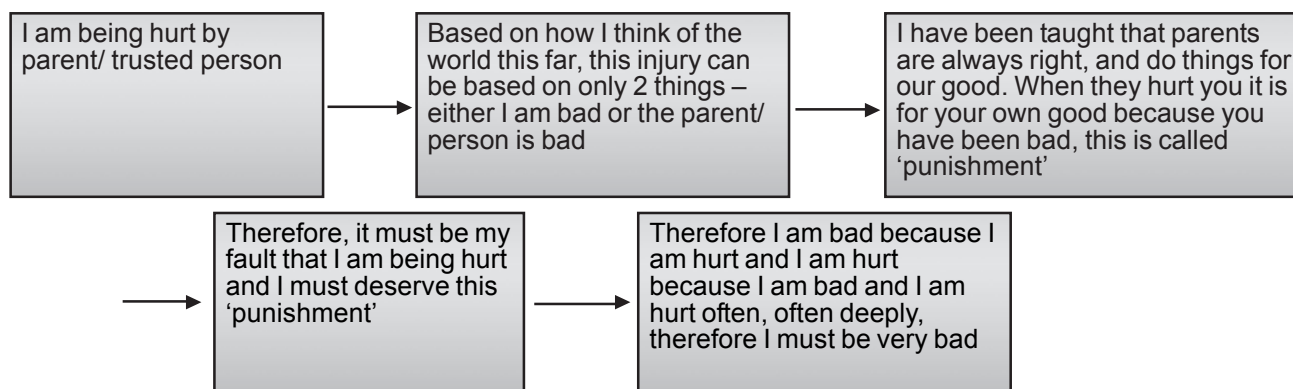 I am being hurt by
parent/ trusted person
Based on how I think of the
world this far, this injury can
be based on only 2 things –
either I am bad or the parent/
person is bad
I have been taught that parents
are always right, and do things for
our good. When they hurt you it is
for your own good because you
have been bad, this is called
‘punishment’
Therefore, it must be my
fault that I am being hurt
and I must deserve this
‘punishment’
Therefore I am bad because I
am hurt and I am hurt
because I am bad and I am
hurt often, often deeply,
therefore I must be very bad